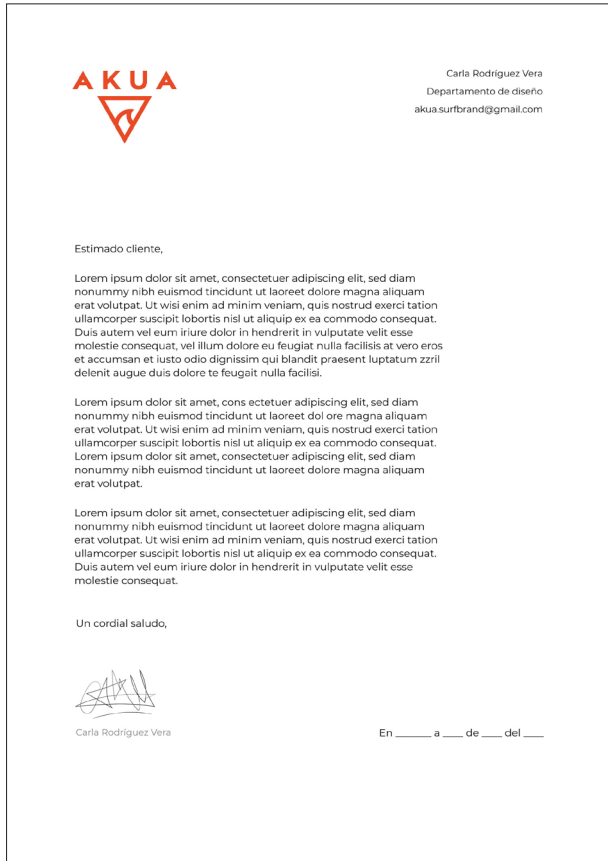 AKUA
Carla Rodríguez Vera
Departamento de diseño
akua.surfbrand@gmail.com
Estimado cliente,
Lorem ipsum dolor sit amet, consectetuer adipiscing elit, sed diam
nonummy nibh euismod tincidunt ut laoreet dolore magna aliquam
erat volutpat. Ut wisi enim ad minim veniam, quis nostrud exerci tation
ullamcorper suscipit lobortis nisl ut aliquip ex ea commodo consequat.
Duis autem vel eum iriure dolor in hendrerit in vulputate velit esse
molestie consequat, vel illum dolore eu feugiat nulla facilisis at vero eros
et accumsan et iusto odio dignissim qui blandit praesent luptatum zzril
delenit augue duis dolore te feugait nulla facilisi.
Lorem ipsum dolor sit amet, cons ectetuer adipiscing elit, sed diam
nonummy nibh euismod tincidunt ut laoreet dol ore magna aliquam
erat volutpat. Ut wisi enim ad minim veniam, quis nostrud exerci tation
ullamcorper suscipit lobortis nisl ut aliquip ex ea commodo consequat.
Lorem ipsum dolor sit amet, consectetuer adipiscing elit, sed diam
nonummy nibh euismod tincidunt ut laoreet dolore magna aliquam
erat volutpat.
Lorem ipsum dolor sit amet, consectetuer adipiscing elit, sed diam
nonummy nibh euismod tincidunt ut laoreet dolore magna aliquam
erat volutpat. Ut wisi enim ad minim veniam, quis nostrud exerci tation
ullamcorper suscipit lobortis nisl ut aliquip ex ea commodo consequat.
Duis autem vel eum iriure dolor in hendrerit in vulputate velit esse
molestie consequat.
Un cordial saludo,
Carla Rodríguez Vera
En _______ a ____ de ____ del ____